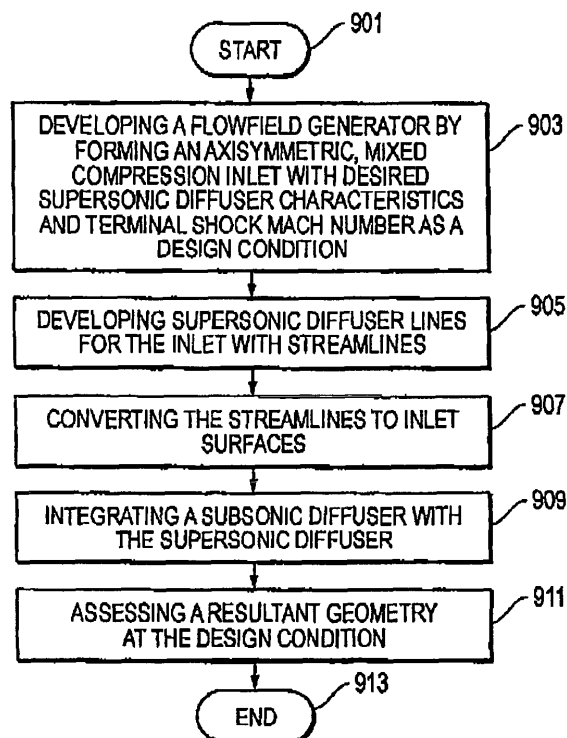 901
START
DEVELOPING A FLOWFIELD GENERATOR BY
FORMING AN AXISYMMETRIC, MIXED
COMPRESSION INLET WITH DESIRED
SUPERSONIC DIFFUSER CHARACTERISTICS
AND TERMINAL SHOCK MACH NUMBER AS A
DESIGN CONDITION
903
DEVELOPING SUPERSONIC DIFFUSER LINES
FOR THE INLET WITH STREAMLINES
905
CONVERTING THE STREAMLINES TO INLET
SURFACES
907
INTEGRATING A SUBSONIC DIFFUSER WITH
THE SUPERSONIC DIFFUSER
909
ASSESSING A RESULTANT GEOMETRY
AT THE DESIGN CONDITION
911
END
913